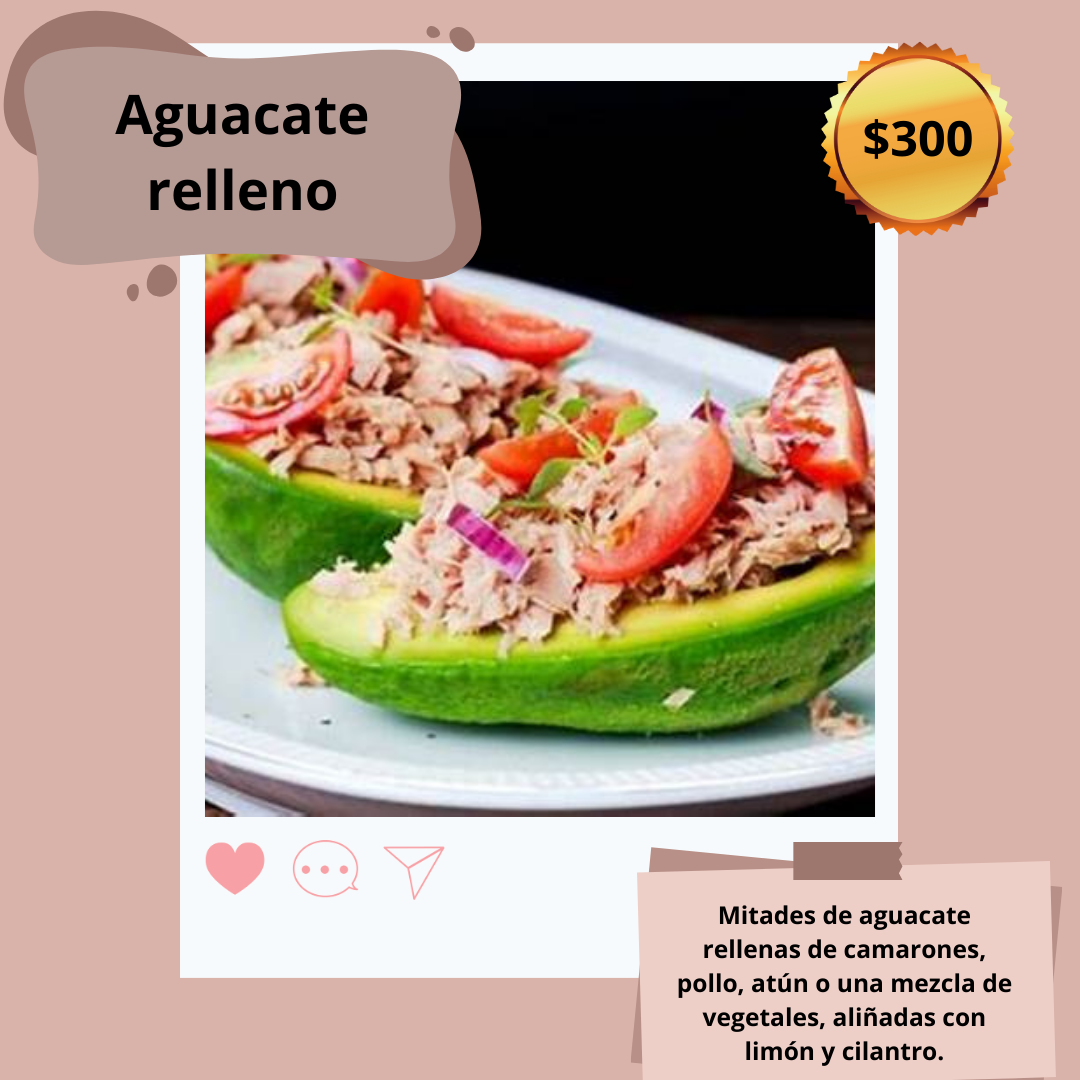 Aguacate
relleno
$300
Mitades de aguacate
rellenas de camarones,
pollo, atún o una mezcla de
vegetales, aliñadas con
limón y cilantro.